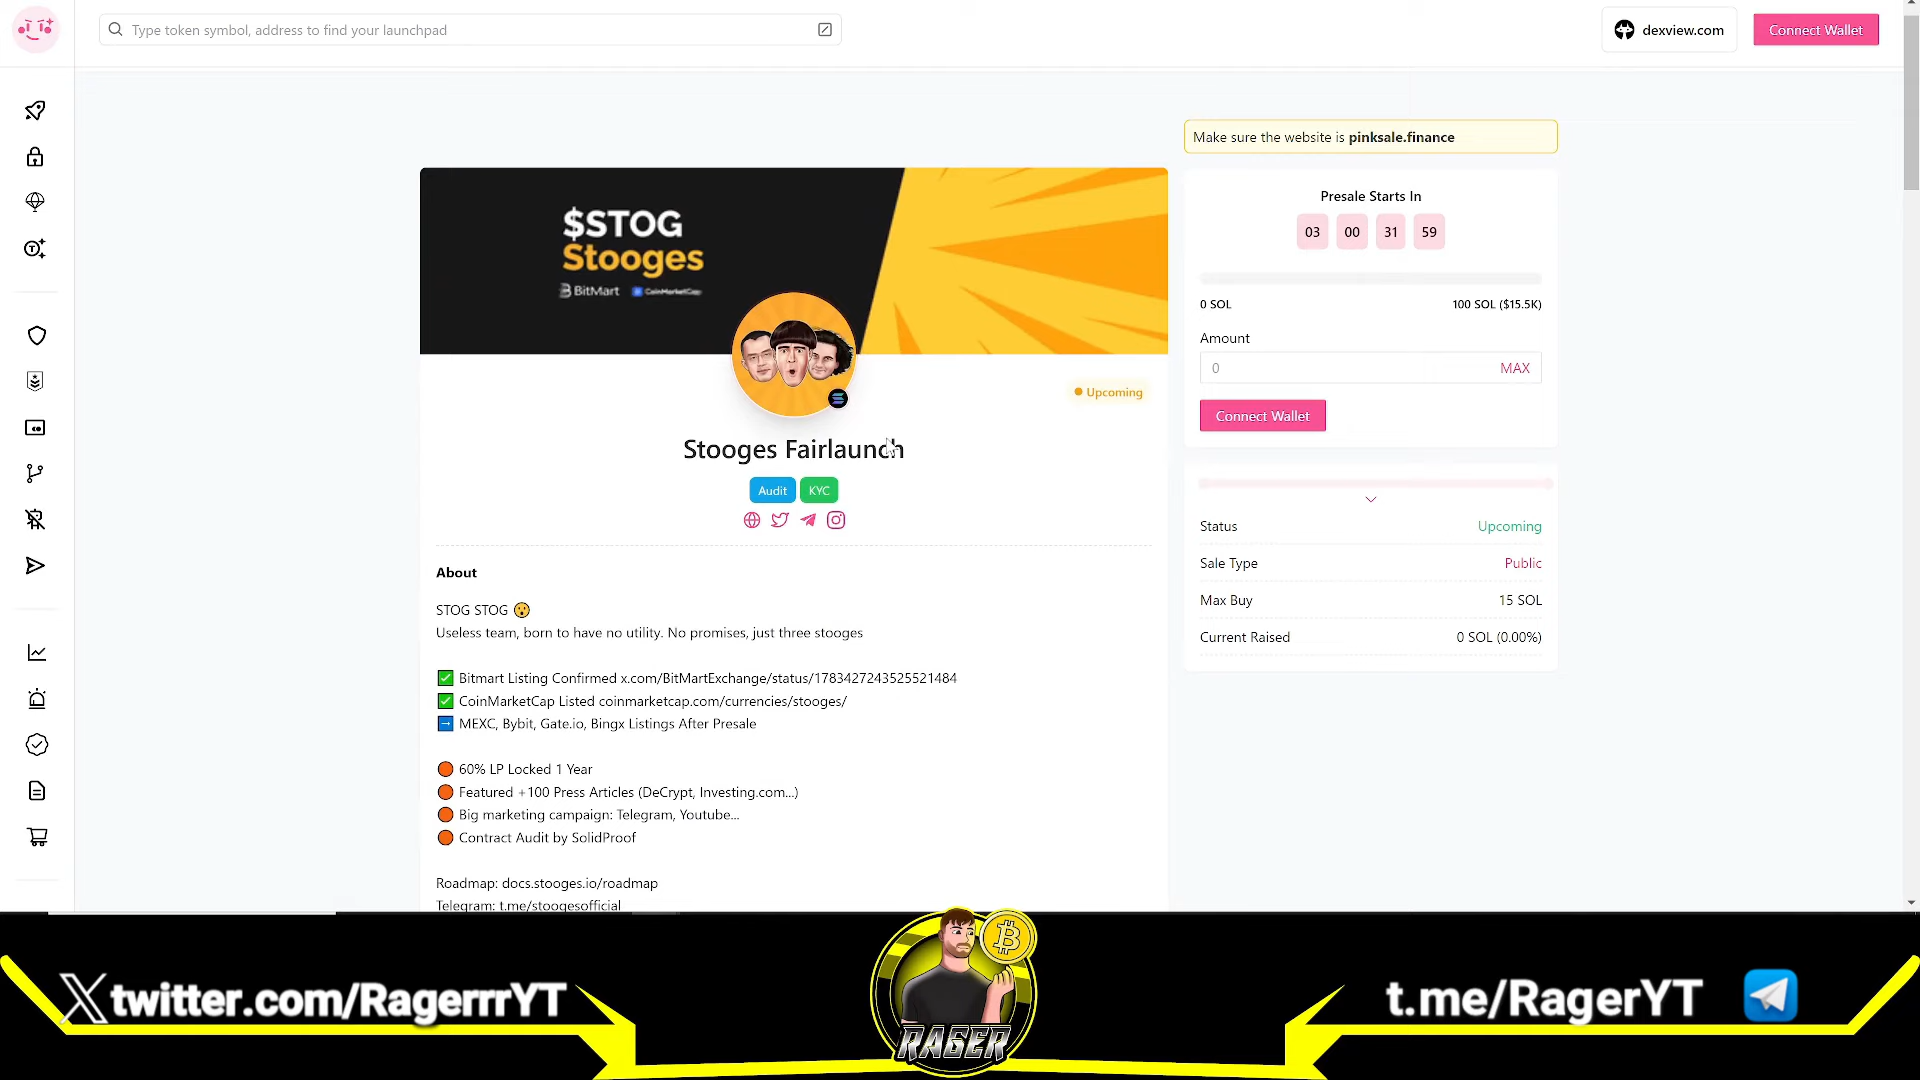 Type token symbol, address to find your launchpad
dexview.com
Connect Wallet
Make sure the website is pinksale.finance
$STOG
Stooges
BitMart CoinMarketCap
Presale Starts In
03 00 31 59
0 SOL 100 SOL ($15.5K)
Amount
0 MAX
Connect Wallet
Upcoming
Stooges Fairlaunch
Audit KYC
Status Upcoming
Sale Type Public
Max Buy 15 SOL
Current Raised 0 SOL (0.00%)
About
STOG STOG 😯
Useless team, born to have no utility. No promises, just three stooges
✅ Bitmart Listing Confirmed x.com/BitMartExchange/status/1783427243525521484
✅ CoinMarketCap Listed coinmarketcap.com/currencies/stooges/
➡️ MEXC, Bybit, Gate.io, Bingx Listings After Presale
🟠 60% LP Locked 1 Year
🟠 Featured +100 Press Articles (DeCrypt, Investing.com...)
🟠 Big marketing campaign: Telegram, Youtube...
🟠 Contract Audit by SolidProof
Roadmap: docs.stooges.io/roadmap
Telegram: t.me/stoogesofficial
X twitter.com/RagerrrYT
RAGER
t.me/RagerYT